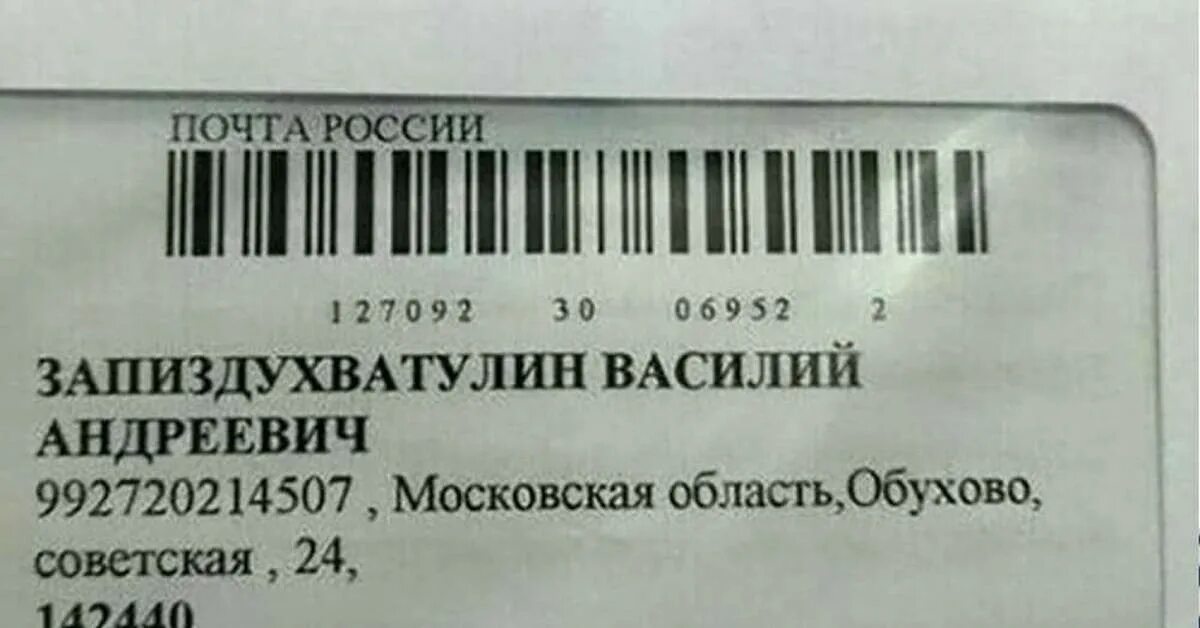 ПОЧТА РОССИИ
127092 30 06952 2
ЗАПИЗДУХВАТУЛИН ВАСИЛИЙ
АНДРЕЕВИЧ
992720214507 , Московская область,Обухово,
советская , 24,
142440